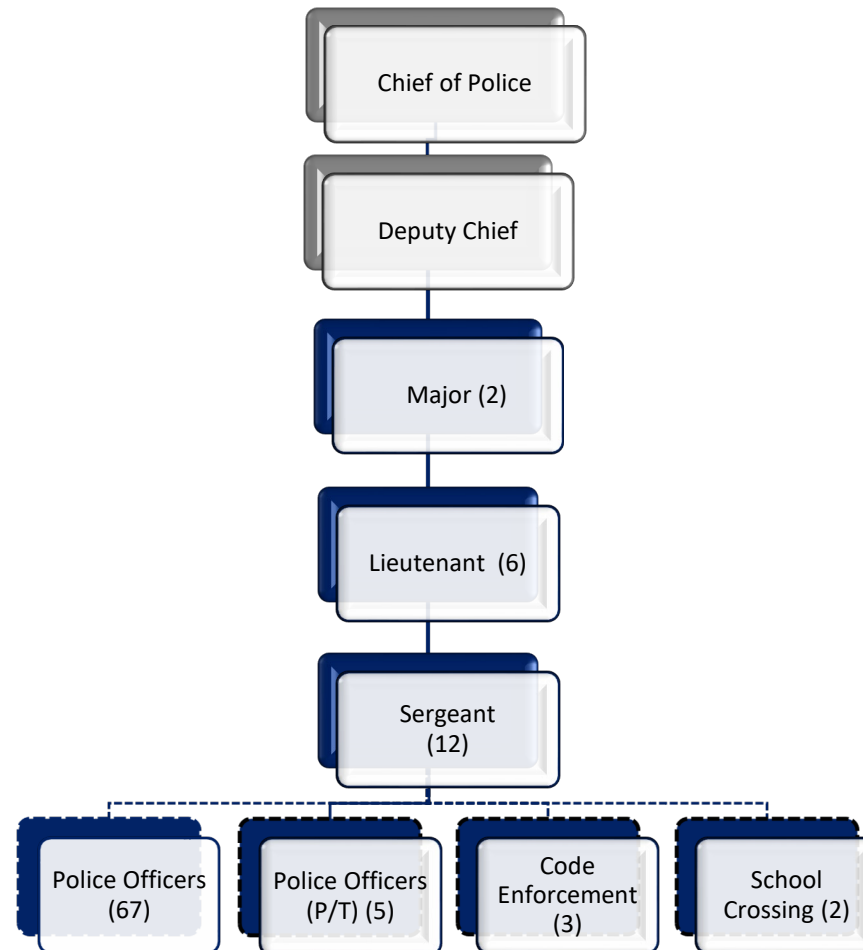 Chief of Police
Deputy Chief
Major (2)
Lieutenant (6)
Sergeant
(12)
Police Officers
(67)
Police Officers
(P/T) (5)
Code
Enforcement
(3)
School
Crossing (2)